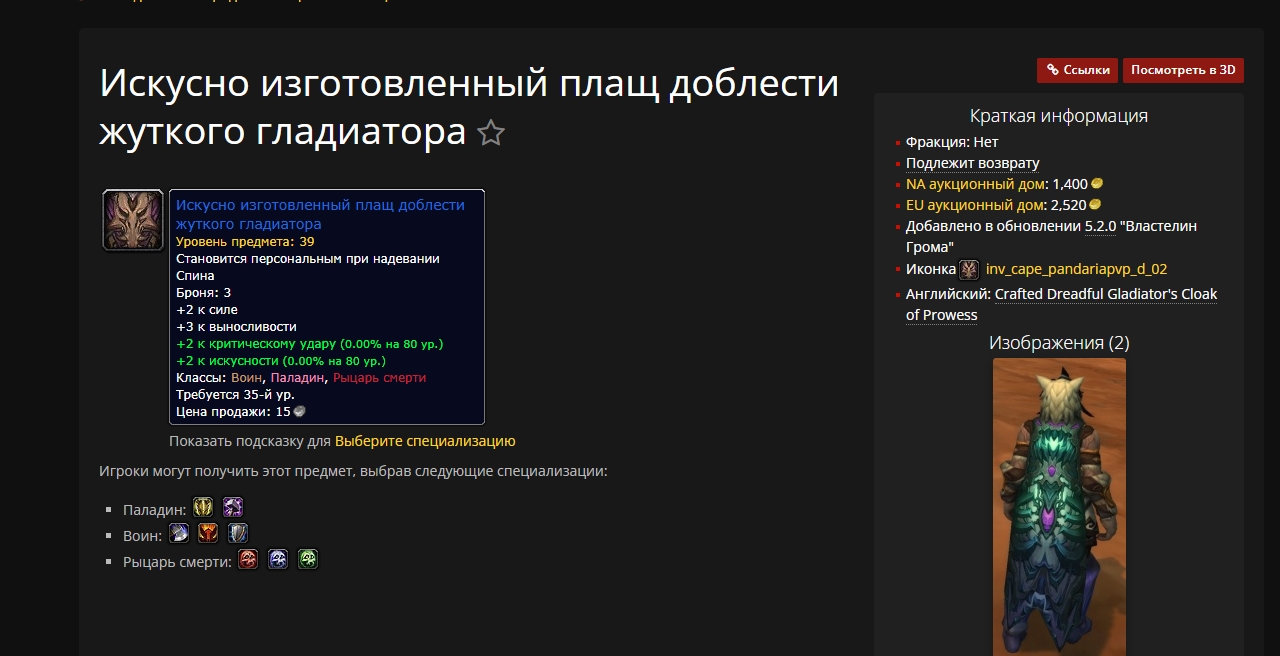 Искусно изготовленный плащ доблести
жуткого гладиатора
Ссылки
Посмотреть в 3D
Искусно изготовленный плащ доблести
жуткого гладиатора
Уровень предмета: 39
Становится персональным при надевании
Спина
Броня: 3
+2 к силе
+3 к выносливости
+2 к критическому удару (0.00% на 80 ур.)
+2 к искусности (0.00% на 80 ур.)
Классы: Воин, Паладин, Рыцарь смерти
Требуется 35-й ур.
Цена продажи: 15
Показать подсказку для Выберите специализацию
Игроки могут получить этот предмет, выбрав следующие специализации:
Паладин:
Воин:
Рыцарь смерти:
Краткая информация
Фракция: Нет
Подлежит возврату
NA аукционный дом: 1,400
EU аукционный дом: 2,520
Добавлено в обновлении 5.2.0 "Властелин
Грома"
Иконка inv_cape_pandariapvp_d_02
Английский: Crafted Dreadful Gladiator's Cloak
of Prowess
Изображения (2)